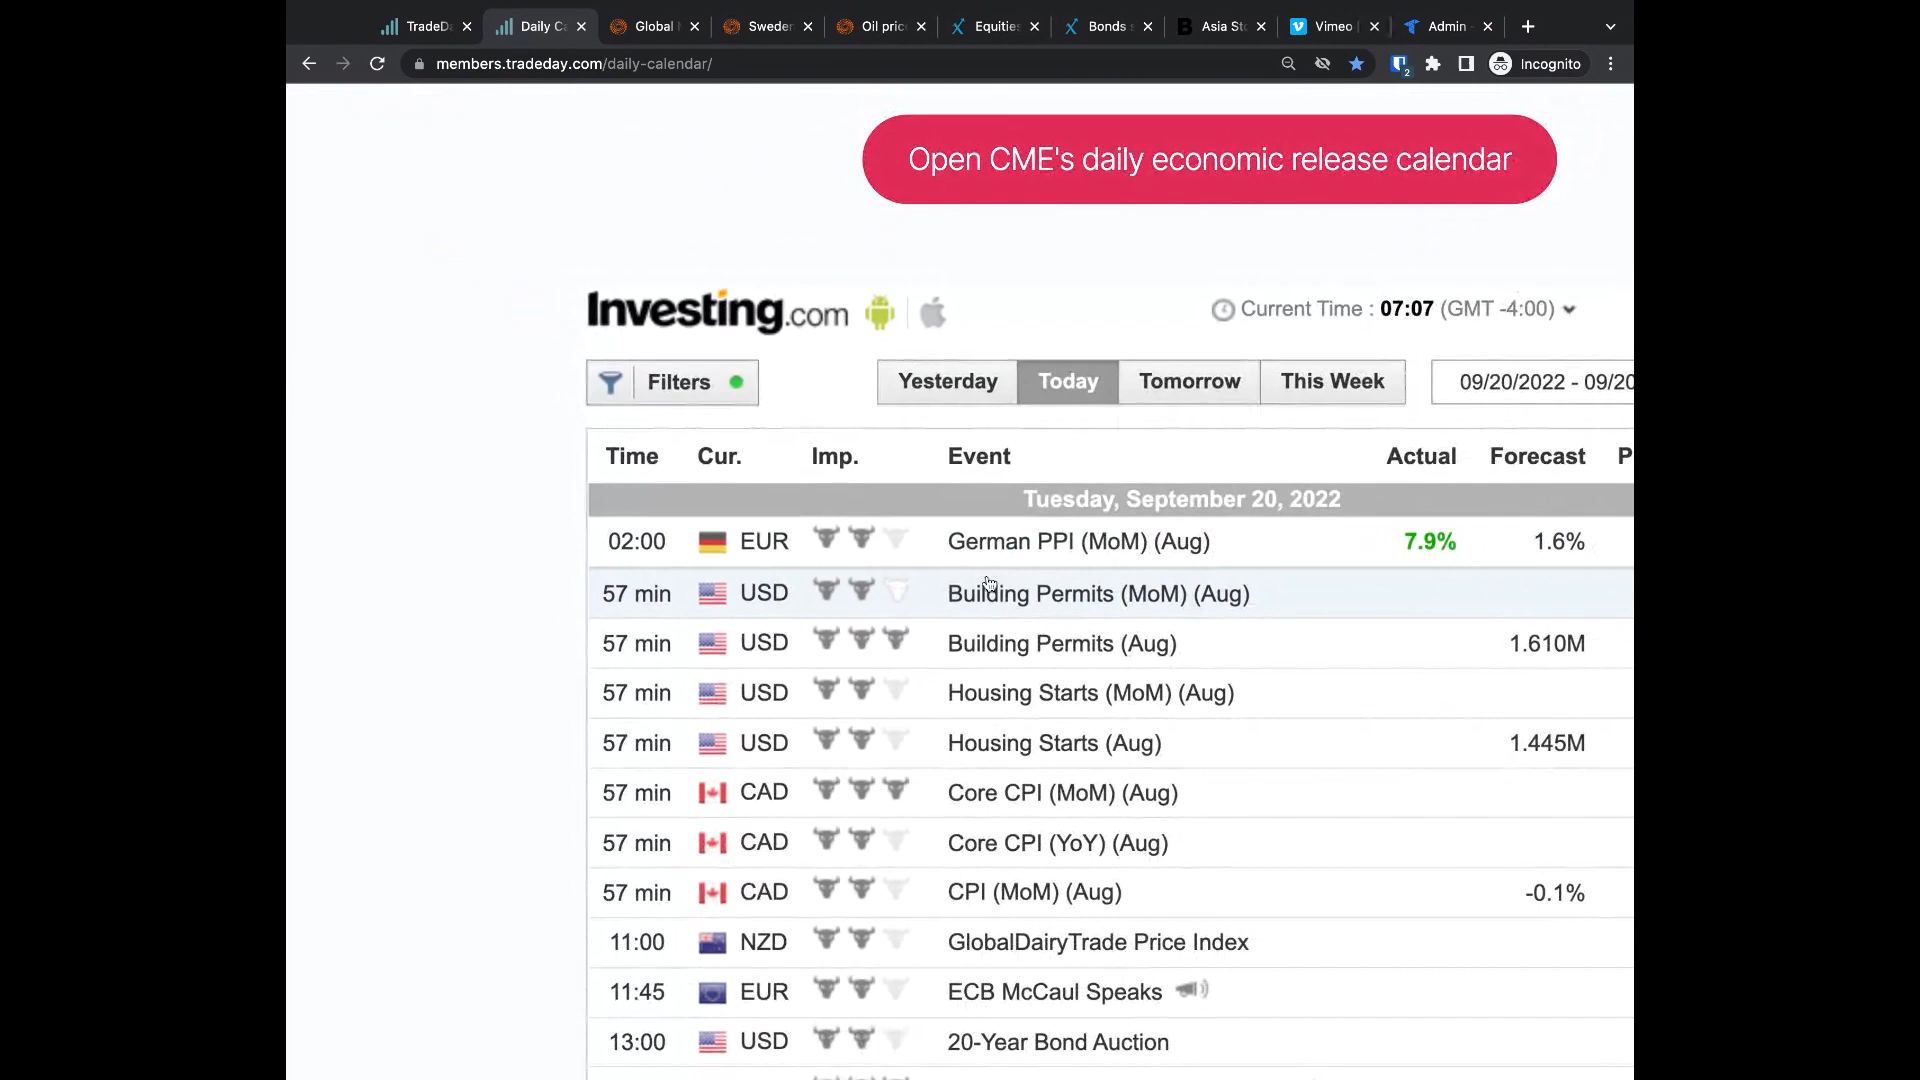 TradeDa
Daily Ca
Global
Sweden
Oil pric
Equities
Bonds s
Asia Sto
Vimeo
Admin
members.tradeday.com/daily-calendar/
2
Incognito
Open CME's daily economic release calendar
Investing.com
Current Time : 07:07 (GMT -4:00)
Filters
Yesterday Today Tomorrow This Week 09/20/2022 - 09/20
Time Cur. Imp. Event Actual Forecast P
Tuesday, September 20, 2022
02:00 EUR German PPI (MoM) (Aug) 7.9% 1.6%
57 min USD Building Permits (MoM) (Aug)
57 min USD Building Permits (Aug) 1.610M
57 min USD Housing Starts (MoM) (Aug)
57 min USD Housing Starts (Aug) 1.445M
57 min CAD Core CPI (MoM) (Aug)
57 min CAD Core CPI (YoY) (Aug)
57 min CAD CPI (MoM) (Aug) -0.1%
11:00 NZD GlobalDairyTrade Price Index
11:45 EUR ECB McCaul Speaks
13:00 USD 20-Year Bond Auction